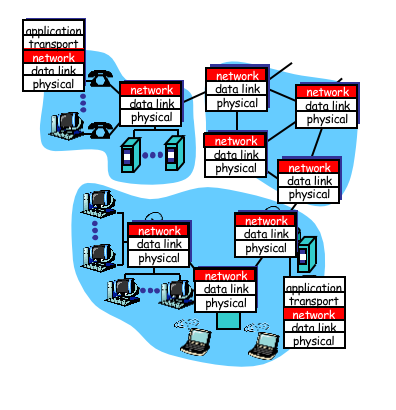 application
transport
network
data link
physical
network
data link
physical
network
data link
physical
network
data link
physical
network
data link
physical
network
data link
physical
network
data link
physical
network
data link
physical
network
data link
physical
application
transport
network
data link
physical